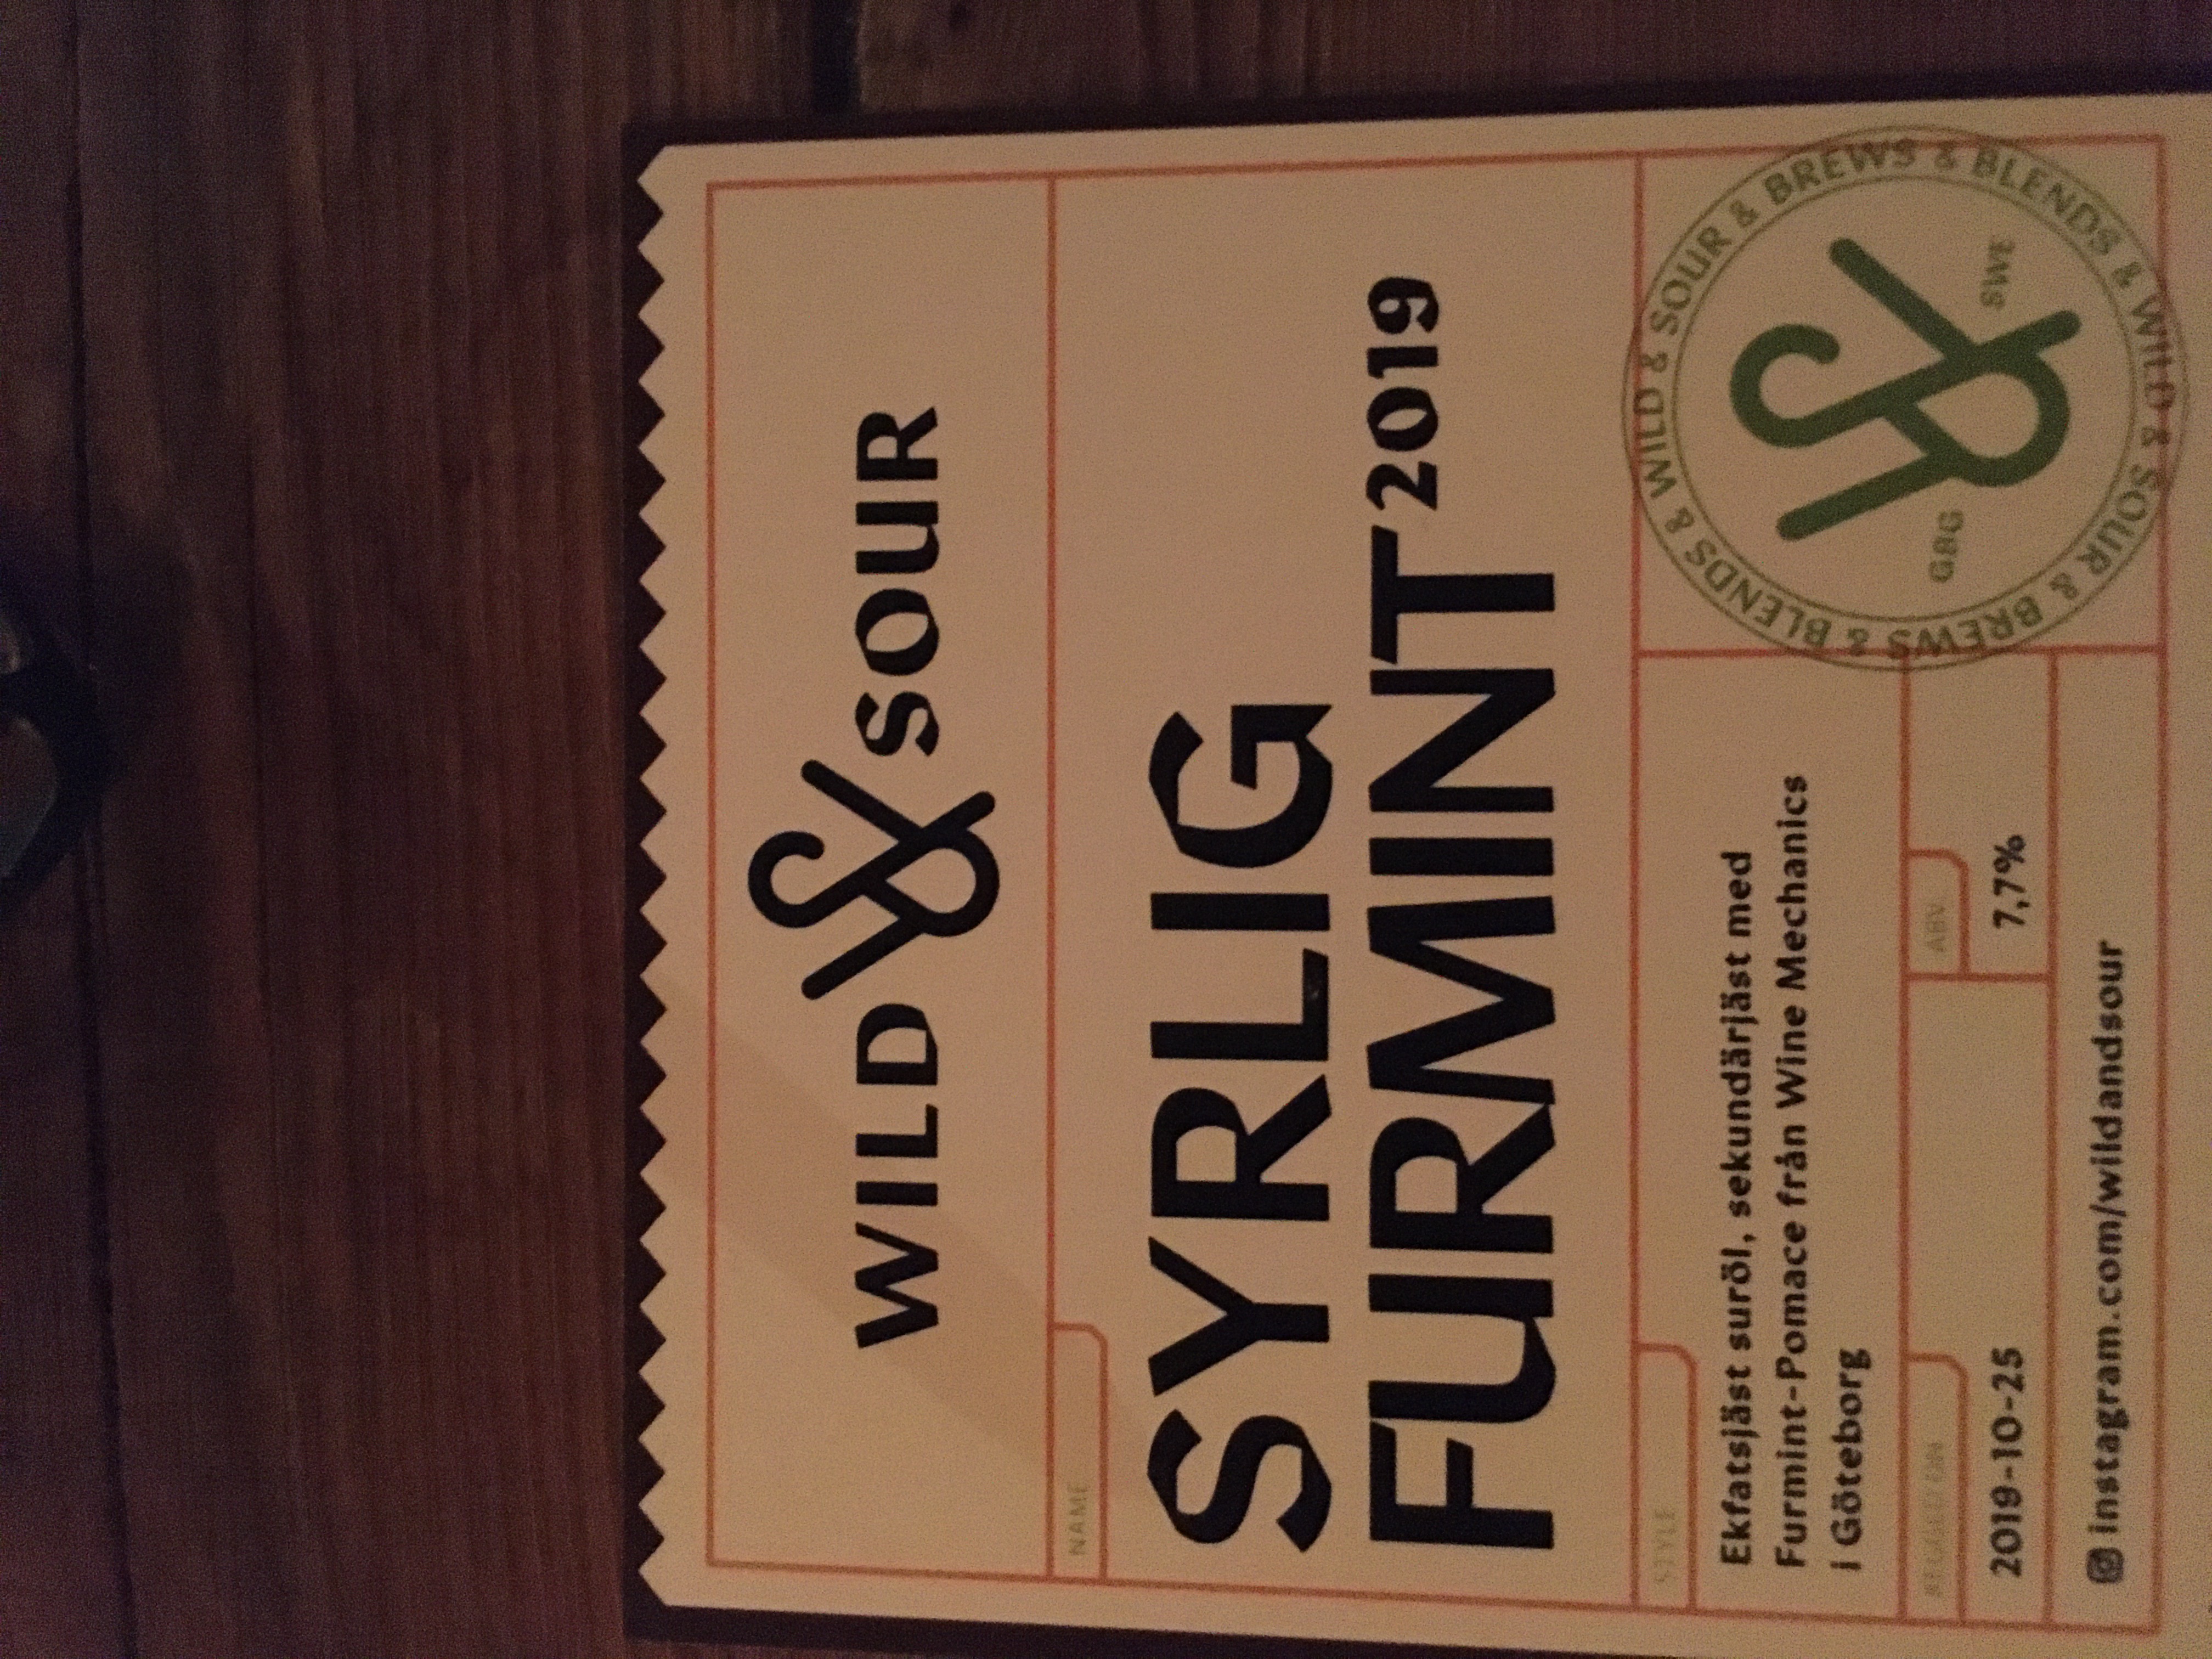 WILD & SOUR
NAME
SYRLIG
FURMINT 2019
STYLE
Ekfatsjäst suröl, sekundärjäst med
Furmint-Pomace från Wine Mechanics
i Göteborg
ABV
2019-10-25
7,7%
instagram.com/wildandsour
WILD & SOUR & BREWS & BLENDS & WILD & SOUR & BREWS & BLENDS &
GBG
SWE